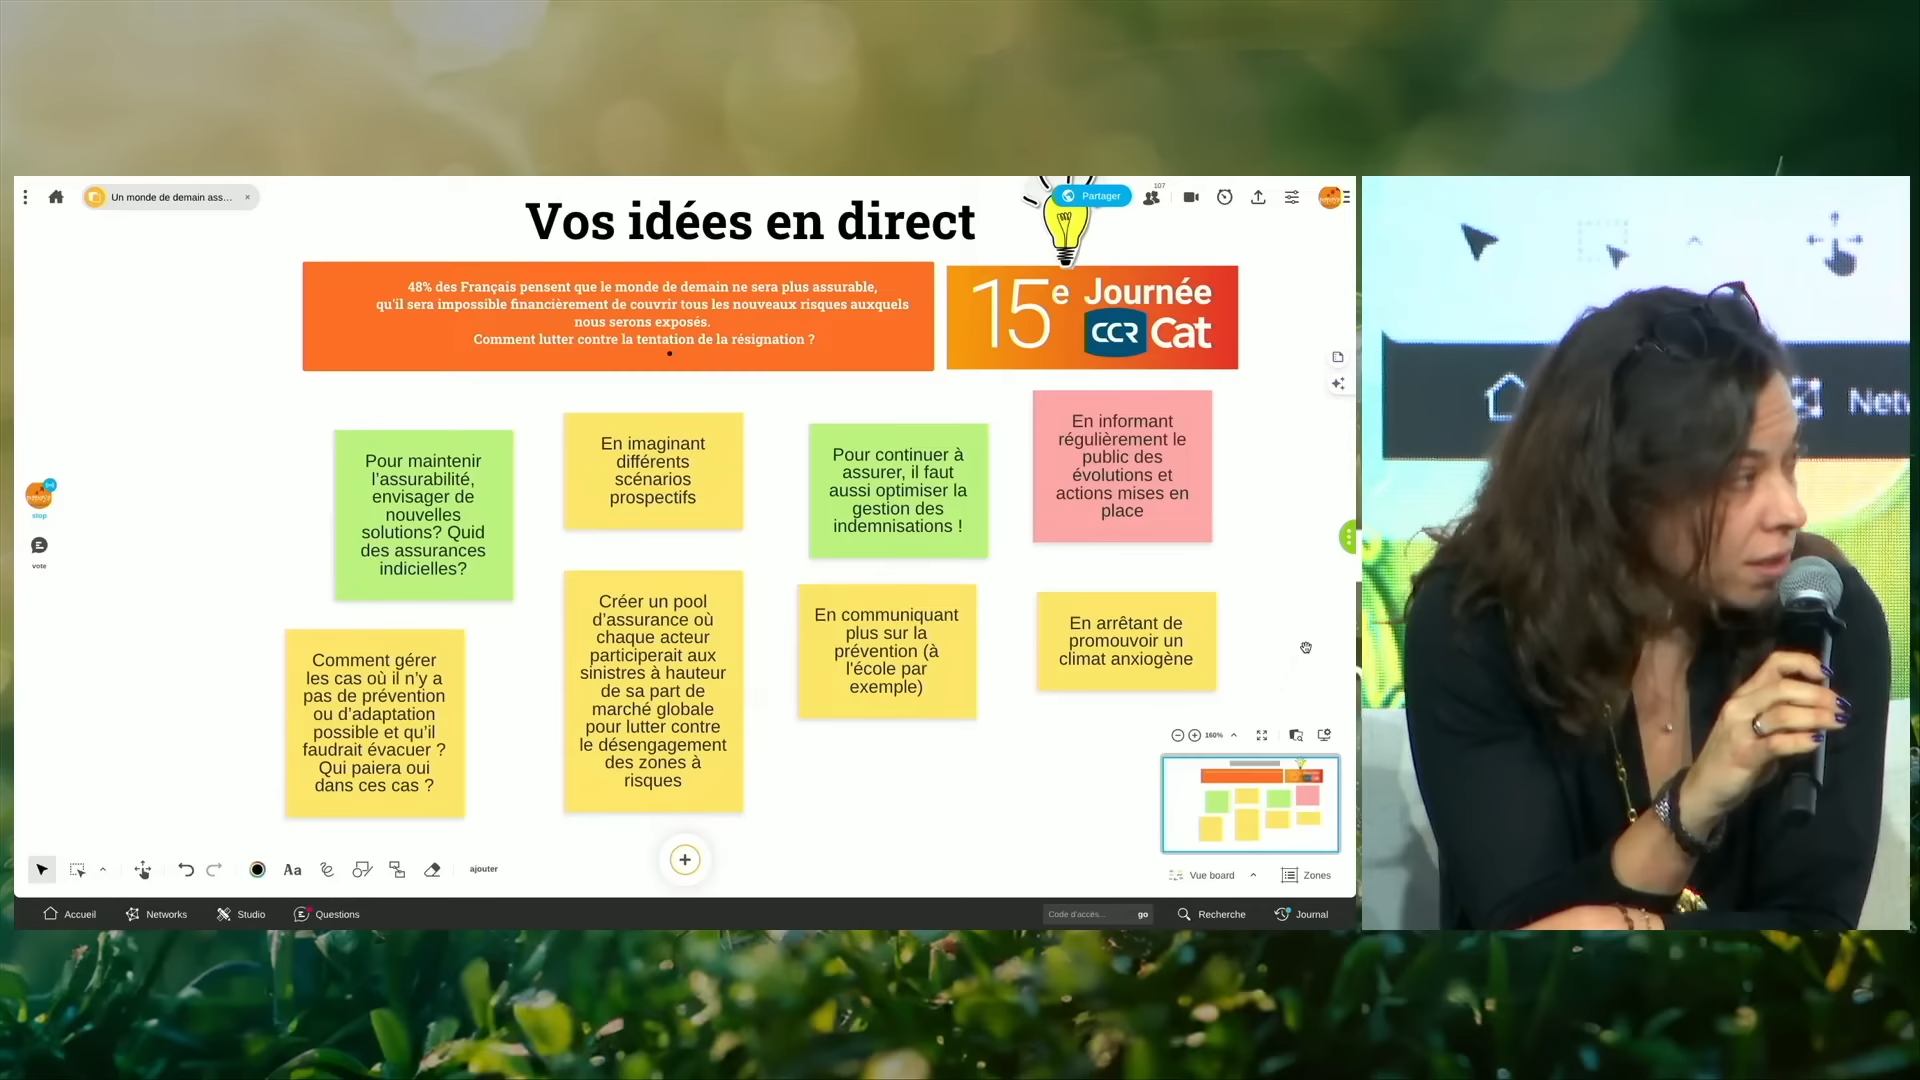 Un monde de demain ass...
Vos idées en direct
Partager
107
48% des Français pensent que le monde de demain ne sera plus assurable,
qu'il sera impossible financièrement de couvrir tous les nouveaux risques auxquels
nous serons exposés.
Comment lutter contre la tentation de la résignation ?
15e Journée
CCR Cat
Pour maintenir
l'assurabilité,
envisager de
nouvelles
solutions? Quid
des assurances
indicielles?
En imaginant
différents
scénarios
prospectifs
Pour continuer à
assurer, il faut
aussi optimiser la
gestion des
indemnisations !
En informant
régulièrement le
public des
évolutions et
actions mises en
place
Comment gérer
les cas où il n'y a
pas de prévention
ou d'adaptation
possible et qu'il
faudrait évacuer ?
Qui paiera oui
dans ces cas ?
Créer un pool
d'assurance où
chaque acteur
participerait aux
sinistres à hauteur
de sa part de
marché globale
pour lutter contre
le désengagement
des zones à
risques
En communiquant
plus sur la
prévention (à
l'école par
exemple)
En arrêtant de
promouvoir un
climat anxiogène
stop
vote
160%
Aa
ajouter
Vue board
Zones
Accueil
Networks
Studio
Questions
Code d'accès...
go
Recherche
Journal
Net